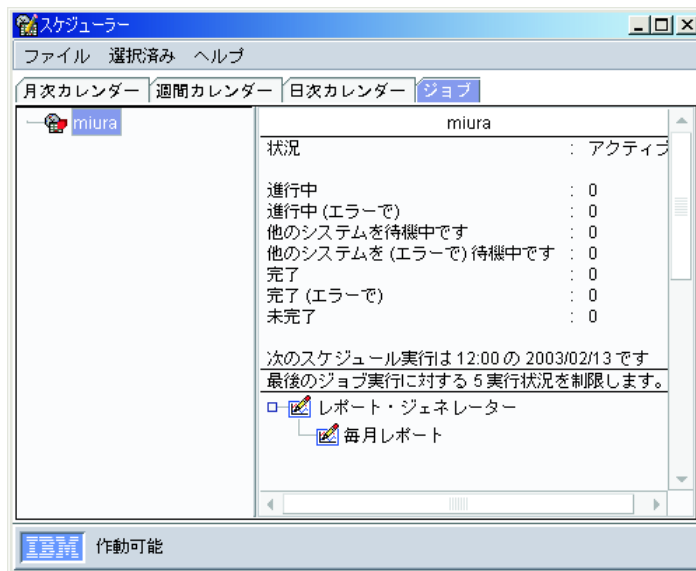 スケジューラー
ファイル 選択済み ヘルプ
月次カレンダー 週間カレンダー 日次カレンダー ジョブ
miura
miura
状況 : アクティブ
進行中 : 0
進行中 (エラーで) : 0
他のシステムを待機中です : 0
他のシステムを (エラーで) 待機中です : 0
完了 : 0
完了 (エラーで) : 0
未完了 : 0
次のスケジュール実行は 12:00 の 2003/02/13 です
最後のジョブ実行に対する 5 実行状況を制限します。
レポート・ジェネレーター
毎月レポート
IBM 作動可能